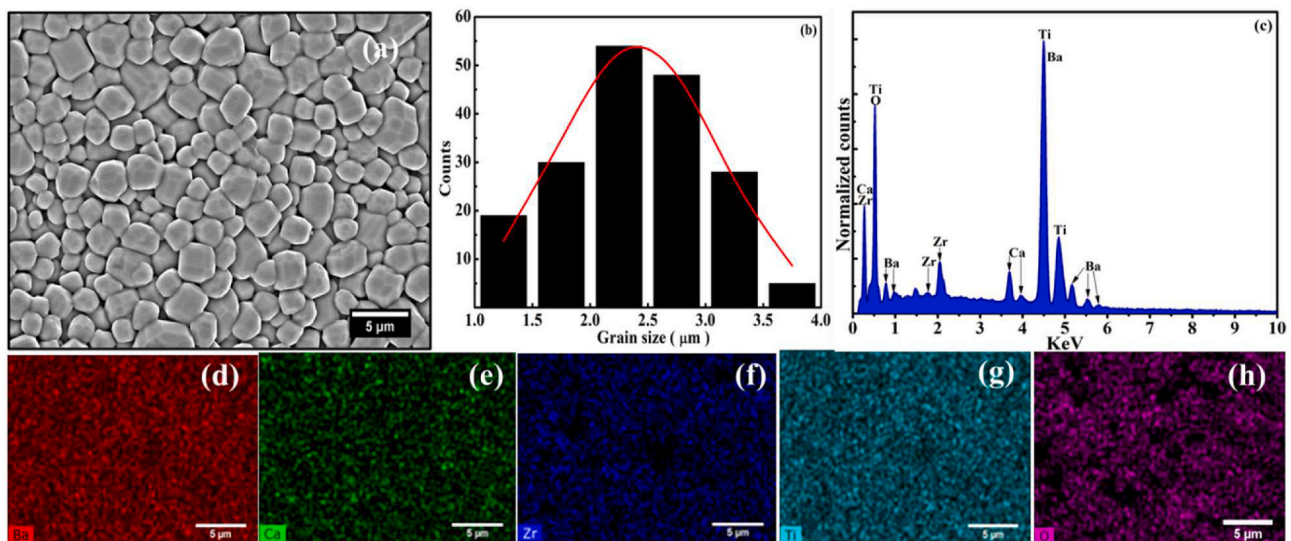 (a)
5 µm
(b)
60
50
40
30
20
10
Counts
1.0 1.5 2.0 2.5 3.0 3.5 4.0
Grain size ( µm )
(c)
Ti
Ba
Ti
O
Ca
Zr
Ba
Zr
Zr
Ca
Ti
Ba
Normalized counts
0 1 2 3 4 5 6 7 8 9 10
KeV
(d)
Ba
5 µm
(e)
Ca
5 µm
(f)
Zr
5 µm
(g)
Ti
5 µm
(h)
O
5 µm